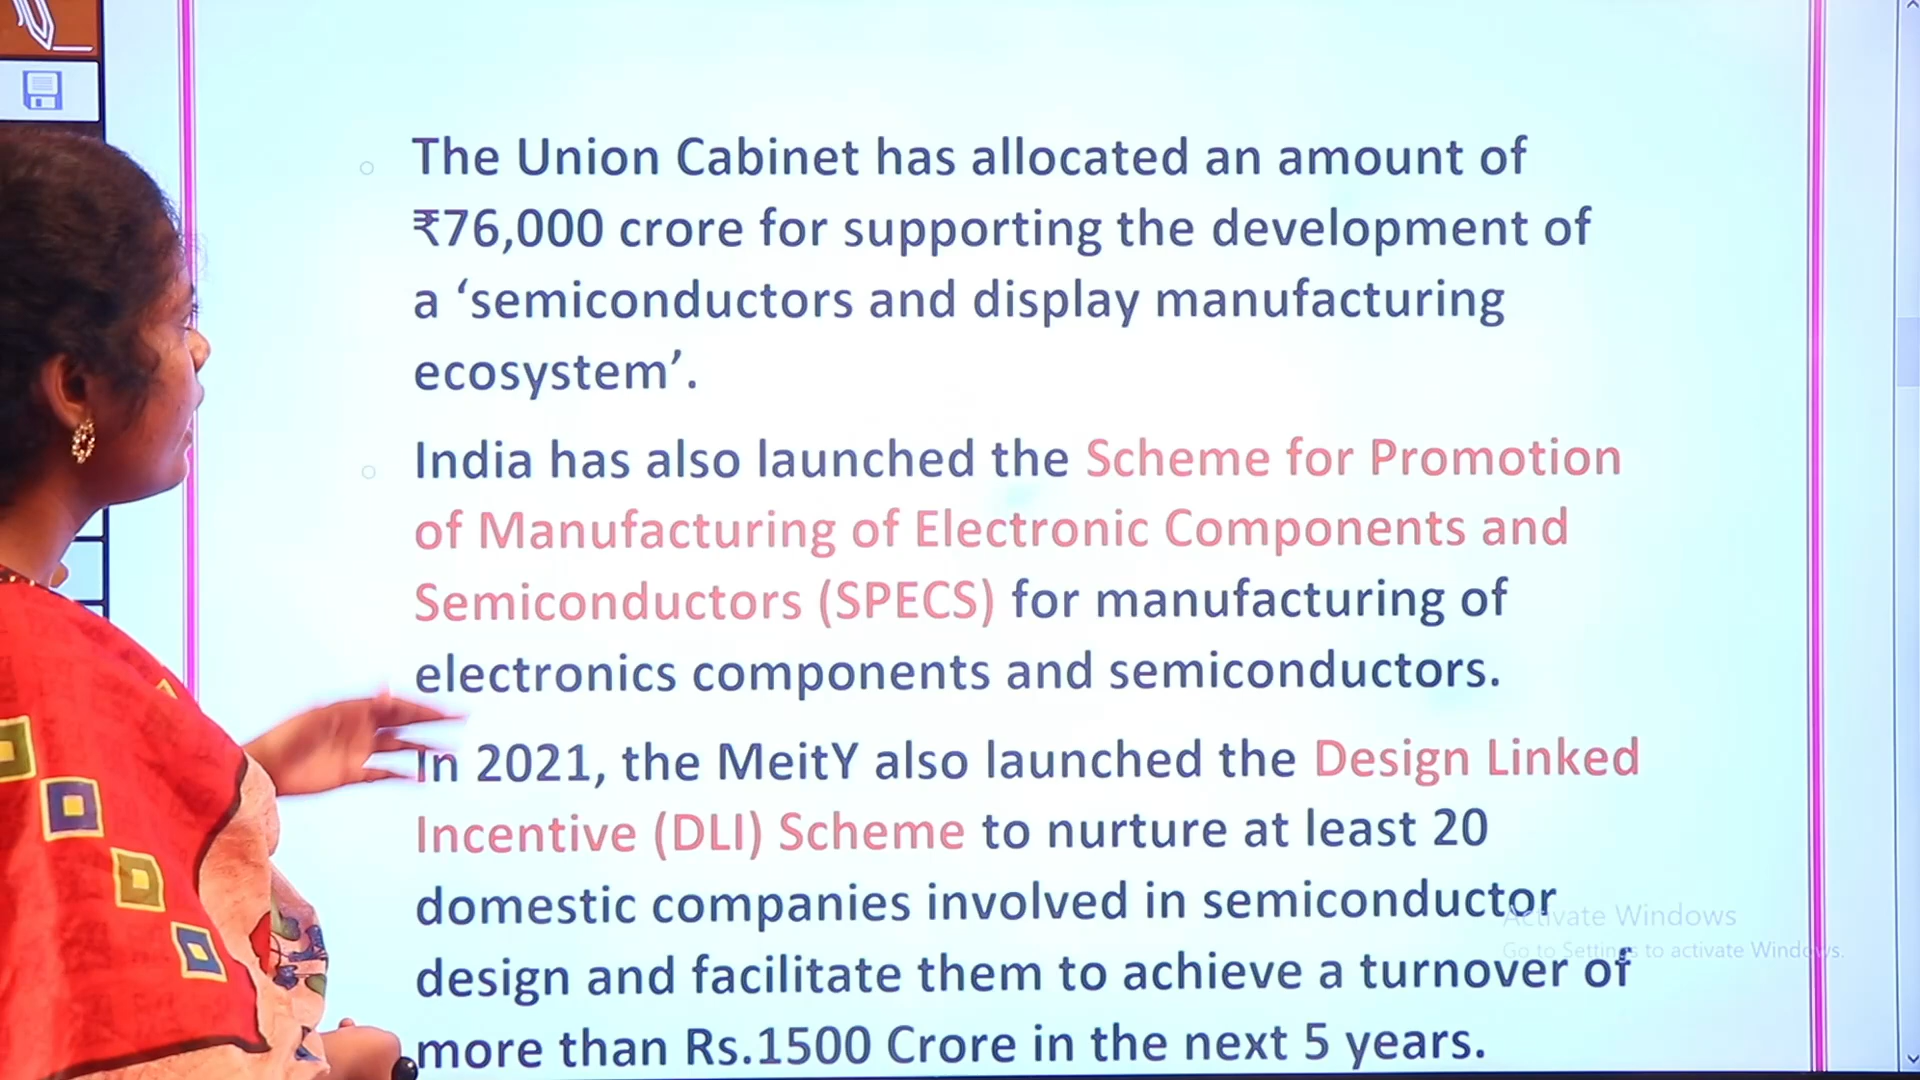 The Union Cabinet has allocated an amount of
₹76,000 crore for supporting the development of
a ‘semiconductors and display manufacturing
ecosystem’.
India has also launched the Scheme for Promotion
of Manufacturing of Electronic Components and
Semiconductors (SPECS) for manufacturing of
electronics components and semiconductors.
In 2021, the MeitY also launched the Design Linked
Incentive (DLI) Scheme to nurture at least 20
domestic companies involved in semiconductor
design and facilitate them to achieve a turnover of
more than Rs.1500 Crore in the next 5 years.
Activate Windows
Go to Settings to activate Windows.